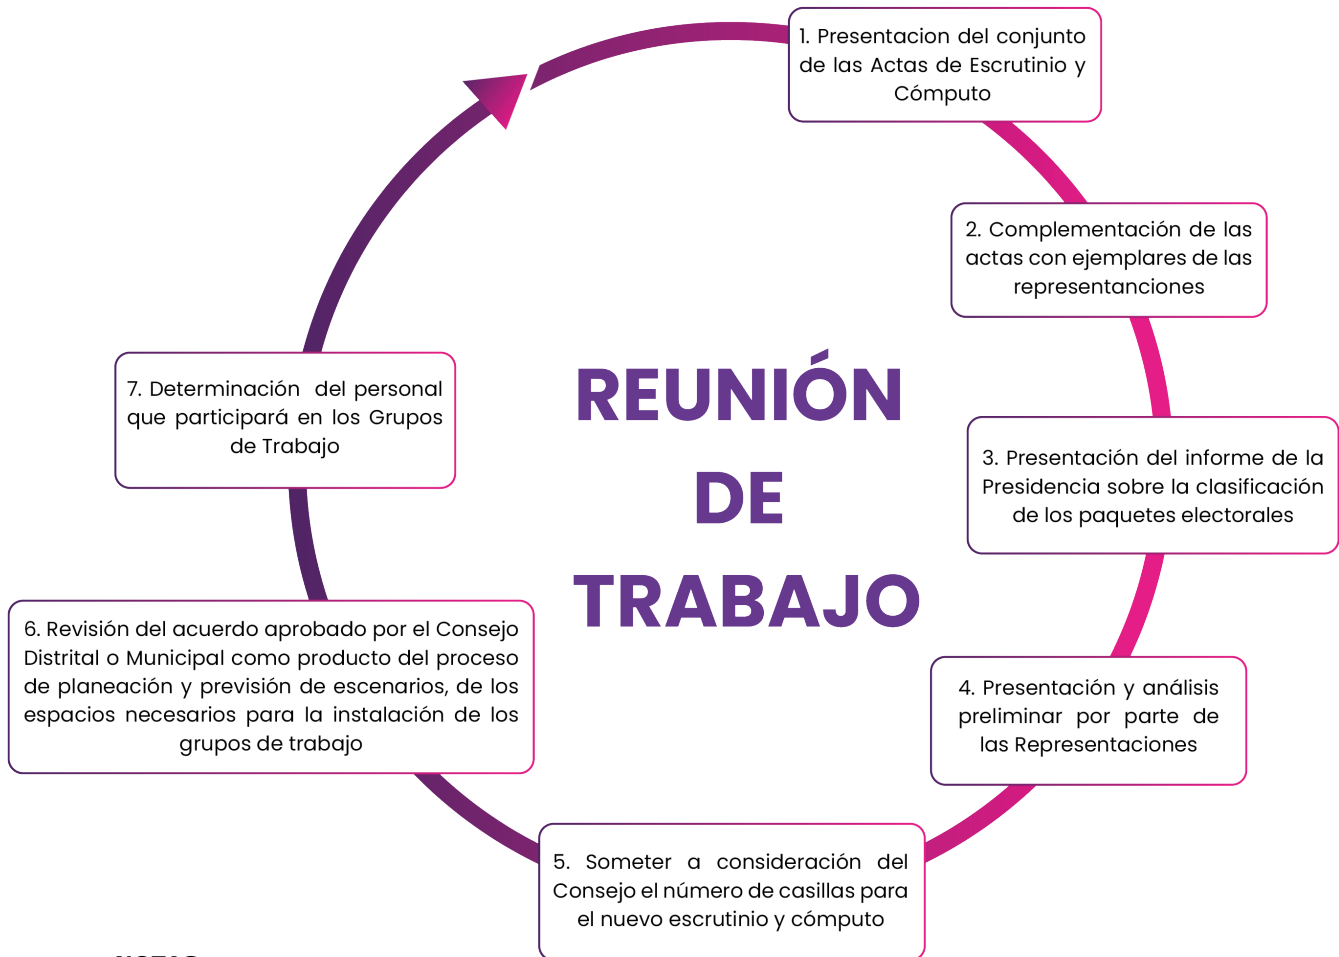 1. Presentacion del conjunto
de las Actas de Escrutinio y
Cómputo
2. Complementación de las
actas con ejemplares de las
representanciones
3. Presentación del informe de la
Presidencia sobre la clasificación
de los paquetes electorales
4. Presentación y análisis
preliminar por parte de
las Representaciones
5. Someter a consideración del
Consejo el número de casillas para
el nuevo escrutinio y cómputo
6. Revisión del acuerdo aprobado por el Consejo
Distrital o Municipal como producto del proceso
de planeación y previsión de escenarios, de los
espacios necesarios para la instalación de los
grupos de trabajo
7. Determinación del personal
que participará en los Grupos
de Trabajo
REUNIÓN
DE
TRABAJO